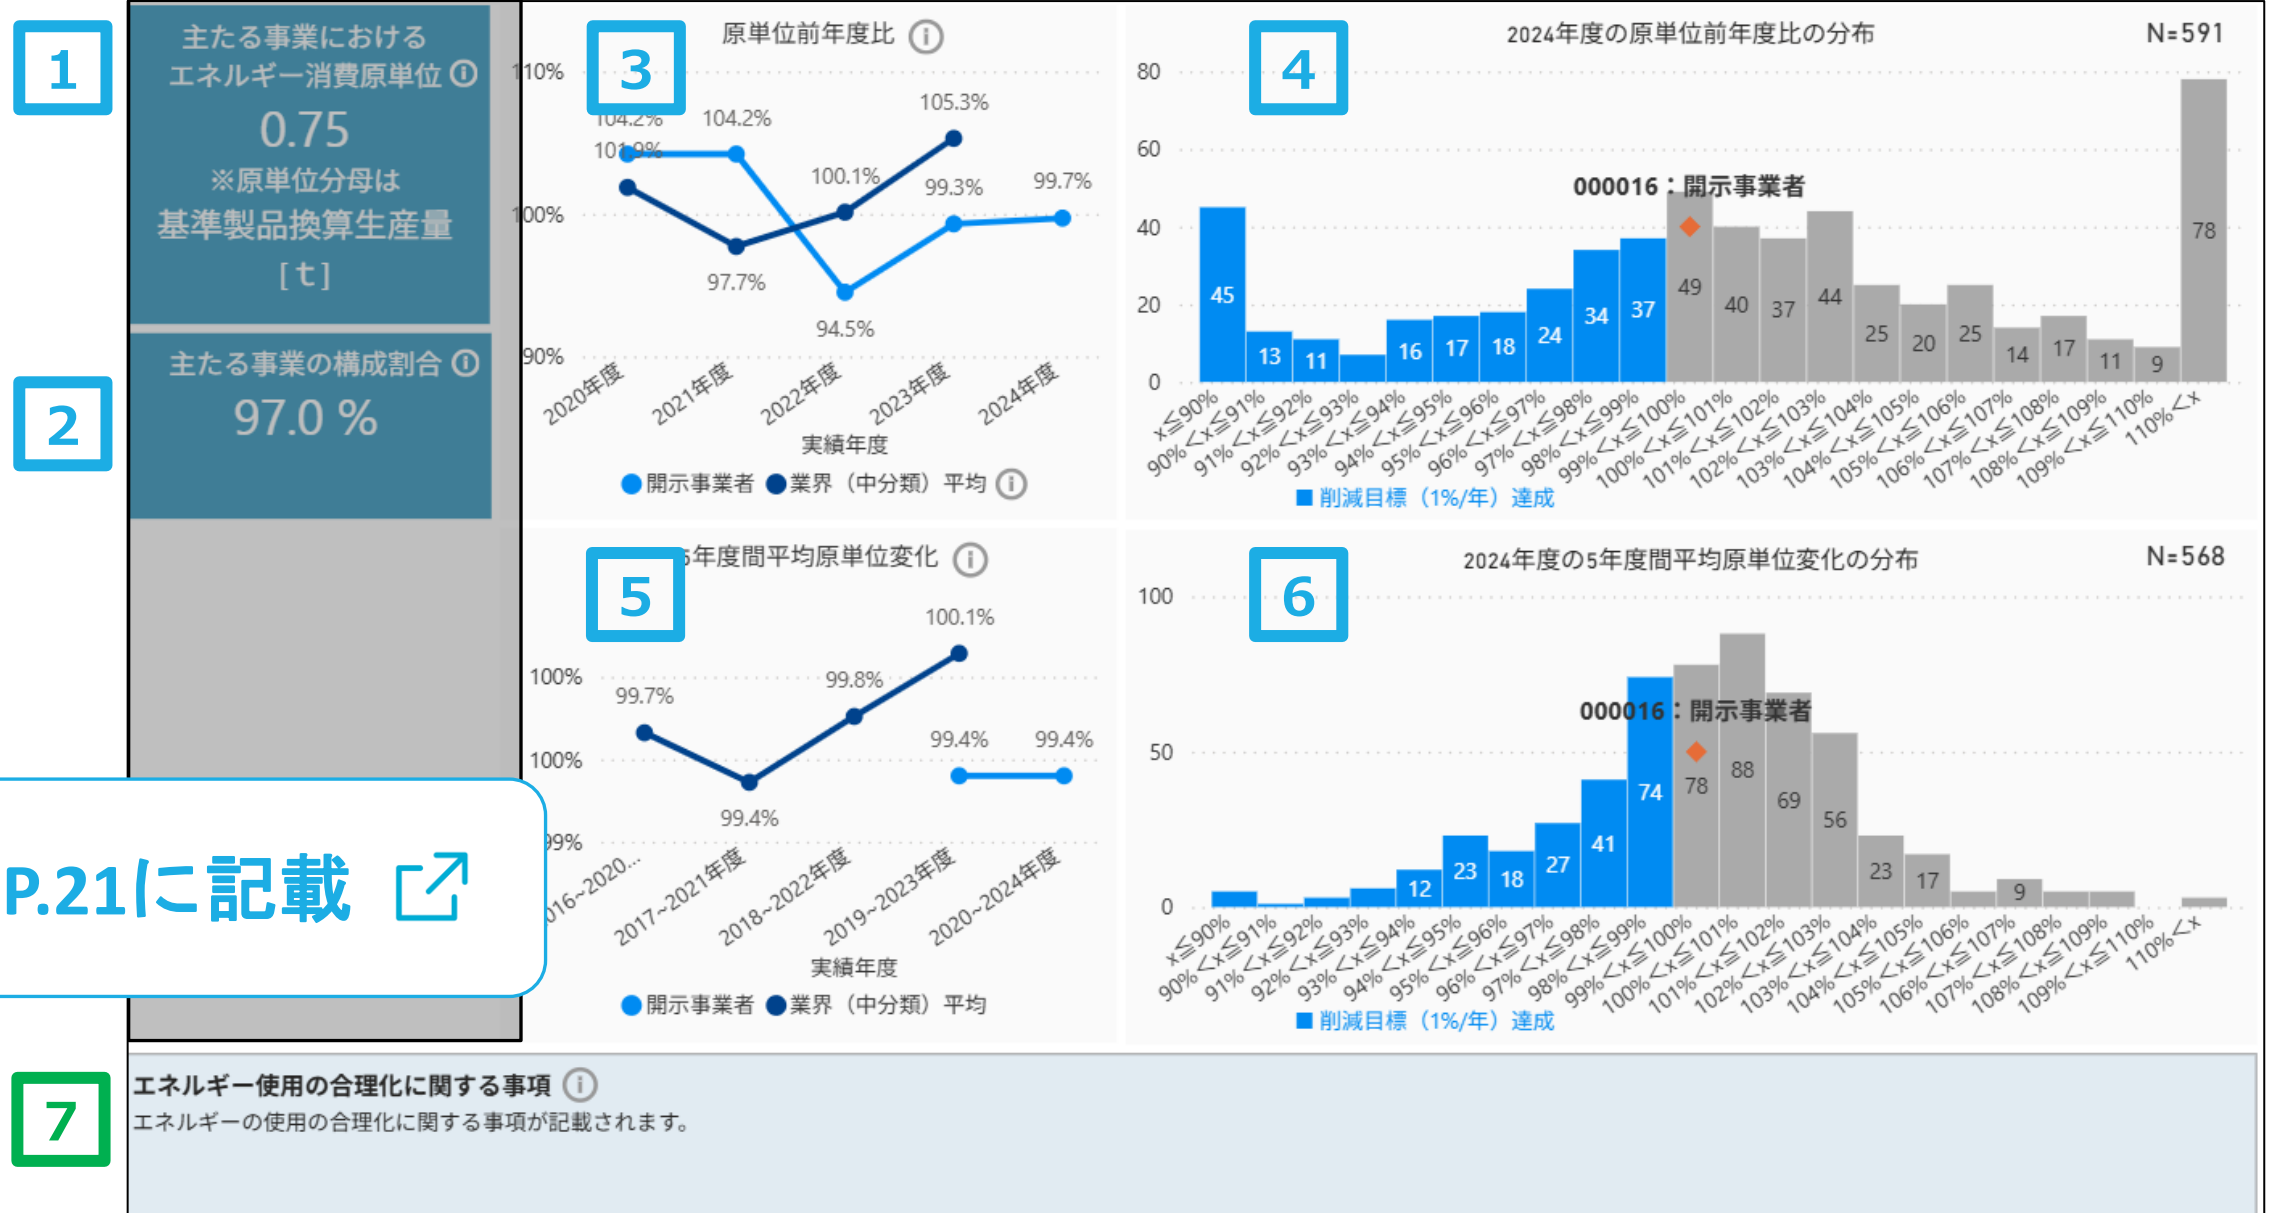 1
主たる事業における
エネルギー消費原単位
0.75
※原単位分母は
基準製品換算生産量
[t]
2
主たる事業の構成割合
97.0 %
3
原単位前年度比
110%
100%
90%
104.2%
101.9%
104.2%
97.7%
100.1%
94.5%
105.3%
99.3%
99.7%
2020年度
2021年度
2022年度
2023年度
2024年度
実績年度
開示事業者
業界（中分類）平均
4
2024年度の原単位前年度比の分布
N=591
80
60
40
20
0
000016：開示事業者
45
13
11
16
17
18
24
34
37
49
40
37
44
25
20
25
14
17
11
9
78
x≦90%
90%<x≦91%
91%<x≦92%
92%<x≦93%
93%<x≦94%
94%<x≦95%
95%<x≦96%
96%<x≦97%
97%<x≦98%
98%<x≦99%
99%<x≦100%
100%<x≦101%
101%<x≦102%
102%<x≦103%
103%<x≦104%
104%<x≦105%
105%<x≦106%
106%<x≦107%
107%<x≦108%
108%<x≦109%
109%<x≦110%
110%<x
削減目標（1%/年）達成
5
5年度間平均原単位変化
100%
100%
99%
99.7%
99.4%
99.8%
100.1%
99.4%
99.4%
016~2020...
2017~2021年度
2018~2022年度
2019~2023年度
2020~2024年度
実績年度
開示事業者
業界（中分類）平均
6
2024年度の5年度間平均原単位変化の分布
N=568
100
50
0
000016：開示事業者
12
23
18
27
41
74
78
88
69
56
23
17
9
x≦90%
90%<x≦91%
91%<x≦92%
92%<x≦93%
93%<x≦94%
94%<x≦95%
95%<x≦96%
96%<x≦97%
97%<x≦98%
98%<x≦99%
99%<x≦100%
100%<x≦101%
101%<x≦102%
102%<x≦103%
103%<x≦104%
104%<x≦105%
105%<x≦106%
106%<x≦107%
107%<x≦108%
108%<x≦109%
109%<x≦110%
110%<x
削減目標（1%/年）達成
P.21に記載
7
エネルギー使用の合理化に関する事項
エネルギーの使用の合理化に関する事項が記載されます。